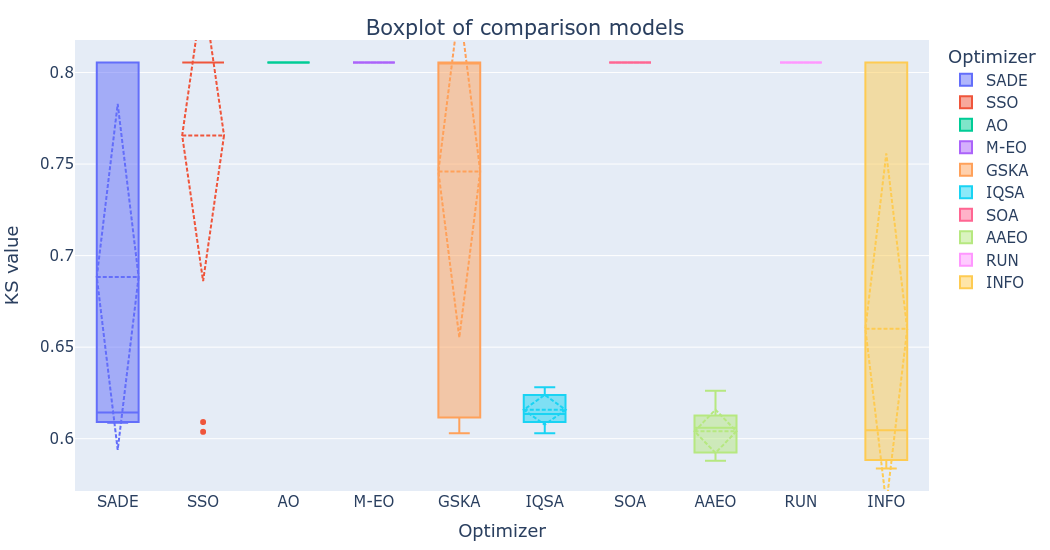 Boxplot of comparison models
KS value
0.8
0.75
0.7
0.65
0.6
SADE SSO AO M-EO GSKA IQSA SOA AAEO RUN INFO
Optimizer
Optimizer
SADE
SSO
AO
M-EO
GSKA
IQSA
SOA
AAEO
RUN
INFO